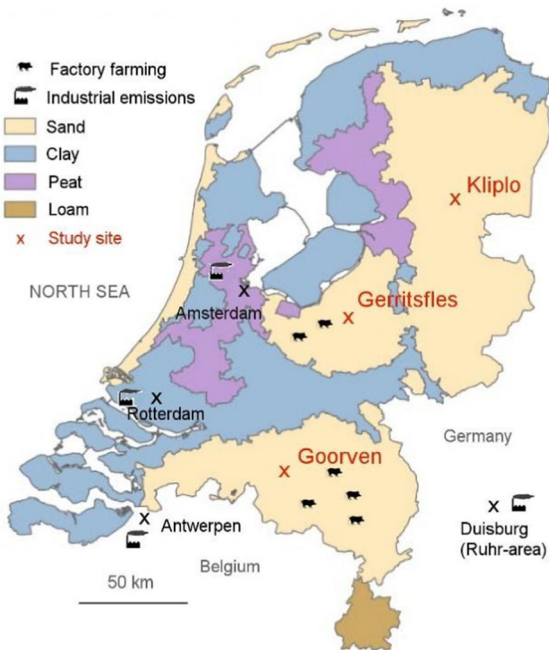 Factory farming
Industrial emissions
Sand
Clay
Peat
Loam
x Study site
Kliplo
x
NORTH SEA
x
Amsterdam
Gerritsfles
x
x
Rotterdam
Germany
Goorven
x
x
Antwerpen
x
Duisburg
(Ruhr-area)
Belgium
50 km